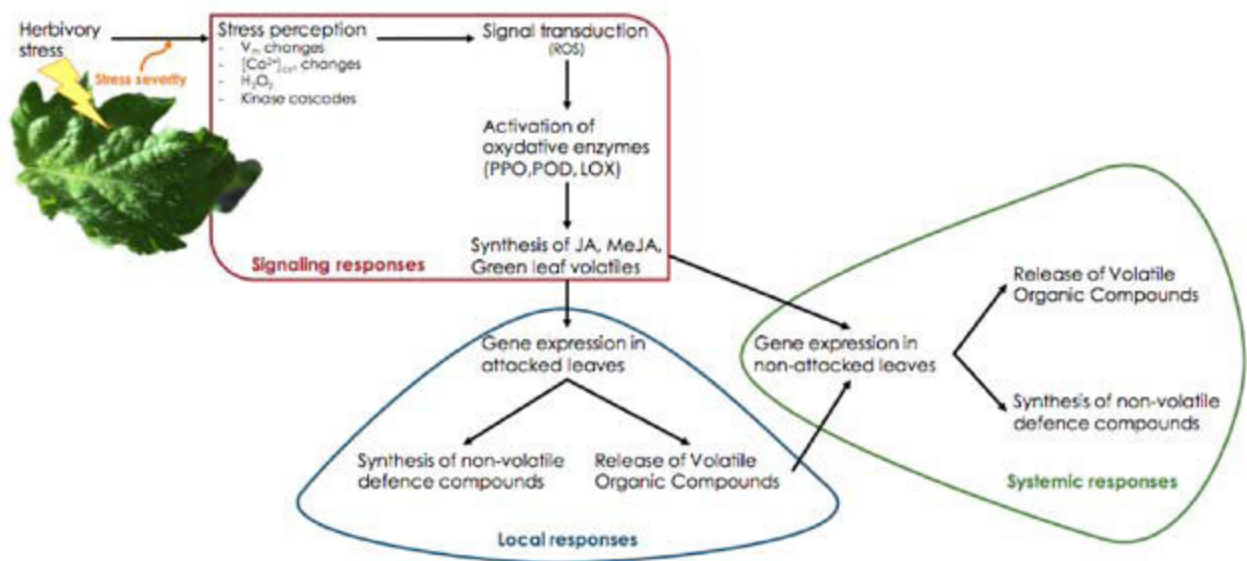 Herbivory
stress
Stress severity
Stress perception
- Vm changes
- [Ca²⁺]cyt changes
- H₂O₂
- Kinase cascades
Signal transduction
(ROS)
Activation of
oxydative enzymes
(PPO,POD,LOX)
Synthesis of JA, MeJA,
Green leaf volatiles
Signaling responses
Gene expression in
attacked leaves
Synthesis of non-volatile
defence compounds
Release of Volatile
Organic Compounds
Local responses
Gene expression in
non-attacked leaves
Release of Volatile
Organic Compounds
Synthesis of non-volatile
defence compounds
Systemic responses